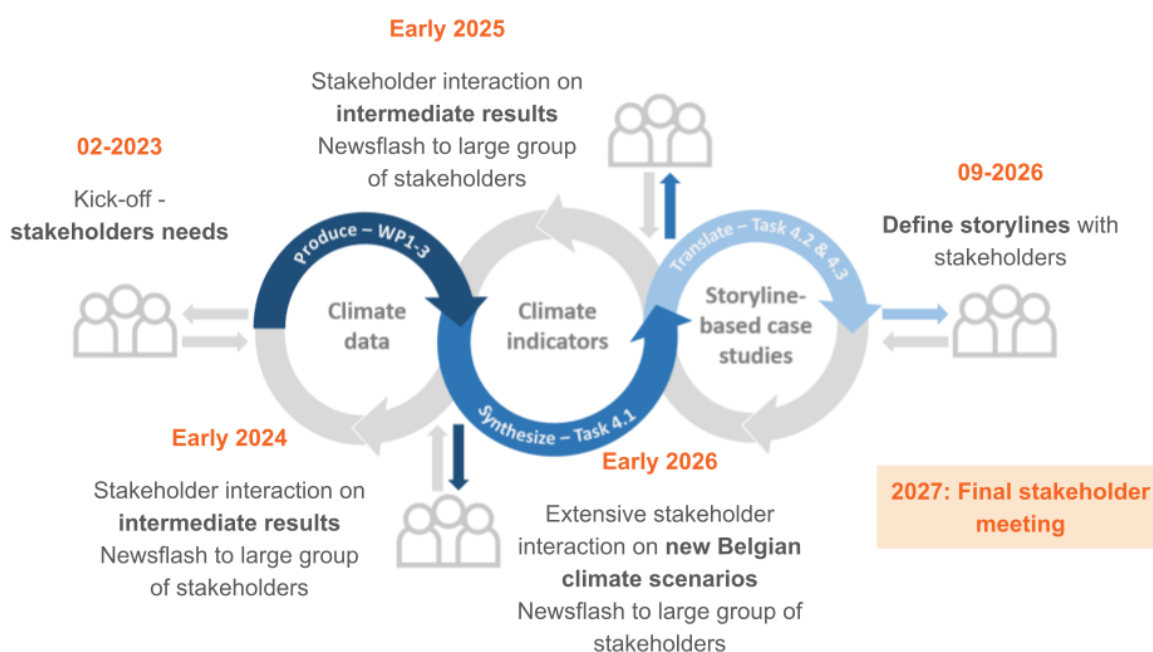 Early 2025
Stakeholder interaction on
intermediate results
Newsflash to large group
of stakeholders
02-2023
Kick-off -
stakeholders needs
09-2026
Define storylines with
stakeholders
Produce – WP1-3
Climate
data
Climate
indicators
Translate – Task 4.2 & 4.3
Storyline-
based case
studies
Synthesize – Task 4.1
Early 2024
Stakeholder interaction on
intermediate results
Newsflash to large group
of stakeholders
Early 2026
Extensive stakeholder
interaction on new Belgian
climate scenarios
Newsflash to large group of
stakeholders
2027: Final stakeholder
meeting